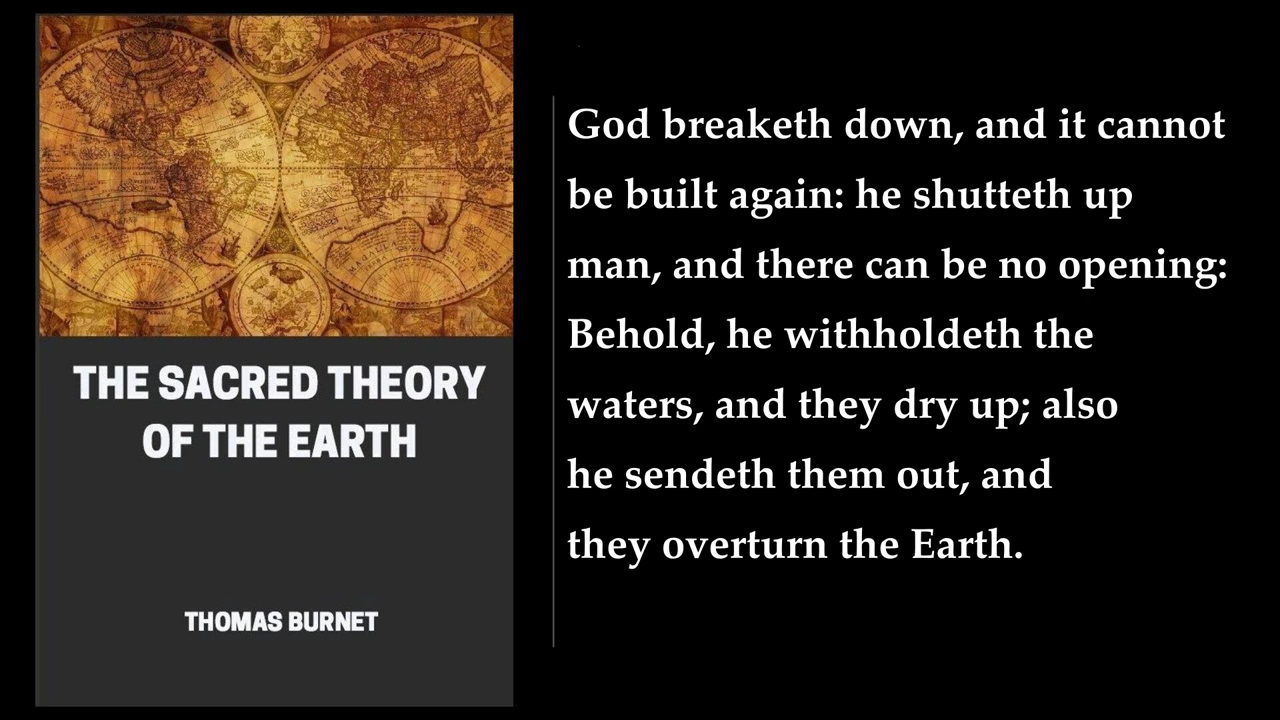 THE SACRED THEORY
OF THE EARTH
THOMAS BURNET
God breaketh down, and it cannot
be built again: he shutteth up
man, and there can be no opening:
Behold, he withholdeth the
waters, and they dry up; also
he sendeth them out, and
they overturn the Earth.